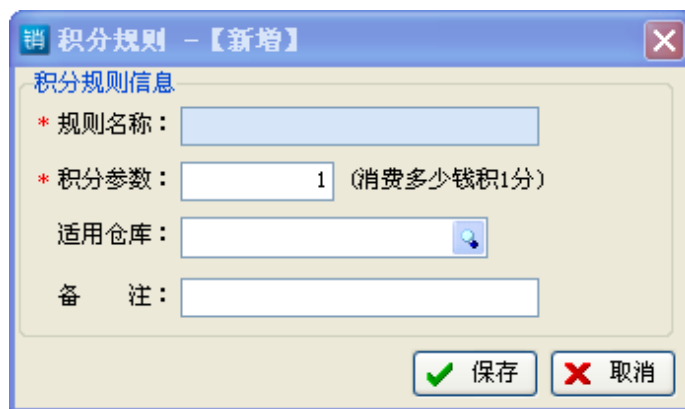 销 积分规则 -【新增】
积分规则信息
* 规则名称：
* 积分参数： 1 (消费多少钱积1分)
适用仓库：
备 注：
保存 取消